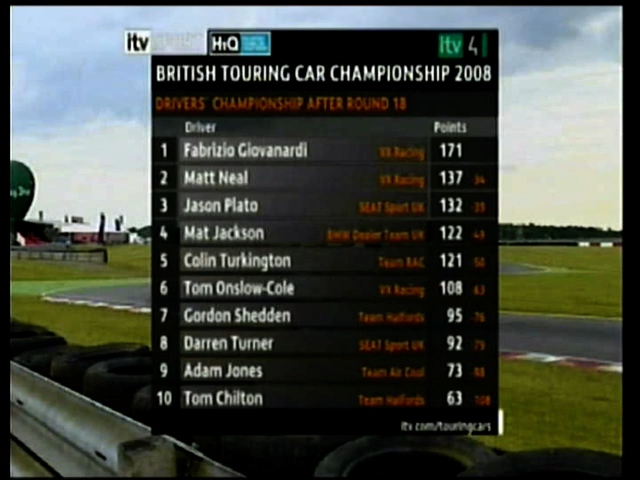 itv
HiQ
itv 4
BRITISH TOURING CAR CHAMPIONSHIP 2008
DRIVERS' CHAMPIONSHIP AFTER ROUND 18
Driver Points
1 Fabrizio Giovanardi VX Racing 171
2 Matt Neal VX Racing 137 -34
3 Jason Plato SEAT Sport UK 132 -39
4 Mat Jackson BMW Dealer Team UK 122 -49
5 Colin Turkington Team RAC 121 -50
6 Tom Onslow-Cole VX Racing 108 -63
7 Gordon Shedden Team Halfords 95 -76
8 Darren Turner SEAT Sport UK 92 -79
9 Adam Jones Team Air Cool 73 -98
10 Tom Chilton Team Halfords 63 -108
itv.com/touringcars